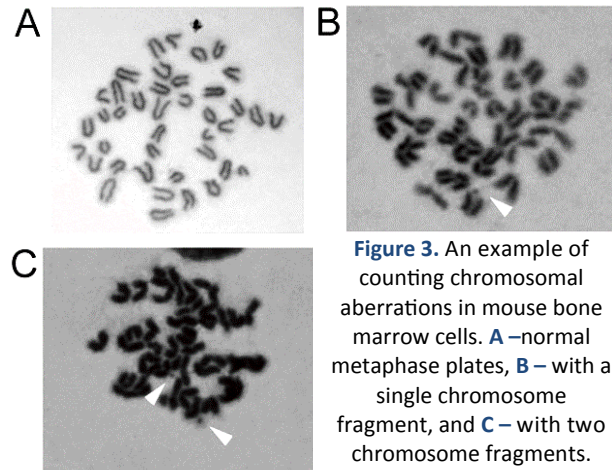 A
B
C
Figure 3. An example of
counting chromosomal
aberrations in mouse bone
marrow cells. A –normal
metaphase plates, B – with a
single chromosome
fragment, and C – with two
chromosome fragments.